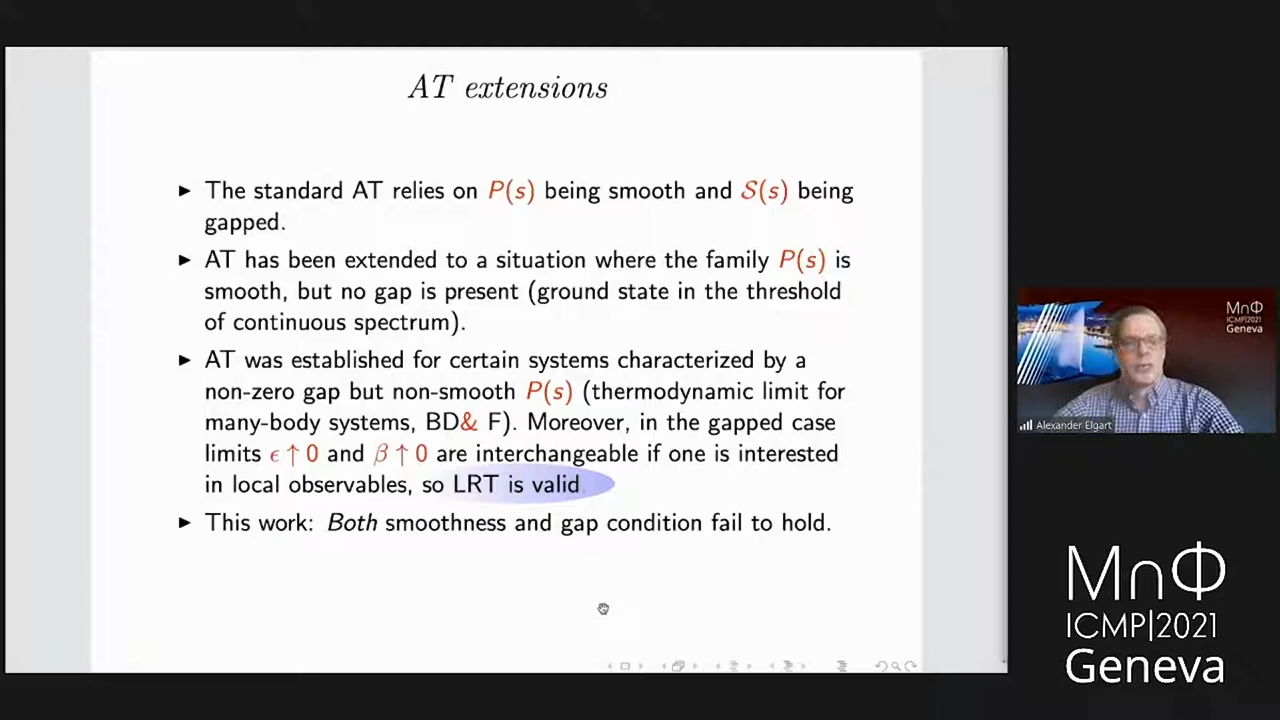 AT extensions
▶ The standard AT relies on P(s) being smooth and S(s) being
gapped.
▶ AT has been extended to a situation where the family P(s) is
smooth, but no gap is present (ground state in the threshold
of continuous spectrum).
▶ AT was established for certain systems characterized by a
non-zero gap but non-smooth P(s) (thermodynamic limit for
many-body systems, BD& F). Moreover, in the gapped case
limits ϵ ↑ 0 and β ↑ 0 are interchangeable if one is interested
in local observables, so LRT is valid.
▶ This work: Both smoothness and gap condition fail to hold.
M∩Φ
ICMP|2021
Geneva
Alexander Elgart
M∩Φ
ICMP|2021
Geneva